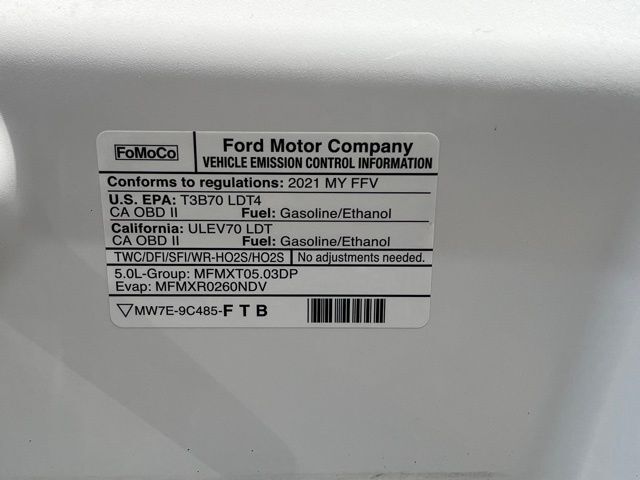 FoMoCo
Ford Motor Company
VEHICLE EMISSION CONTROL INFORMATION
Conforms to regulations: 2021 MY FFV
U.S. EPA: T3B70 LDT4
CA OBD II Fuel: Gasoline/Ethanol
California: ULEV70 LDT
CA OBD II Fuel: Gasoline/Ethanol
TWC/DFI/SFI/WR-HO2S/HO2S No adjustments needed.
5.0L-Group: MFMXT05.03DP
Evap: MFMXR0260NDV
MW7E-9C485-F T B